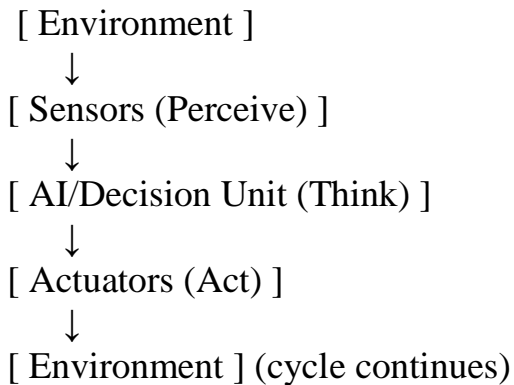 [ Environment ]
↓
[ Sensors (Perceive) ]
↓
[ AI/Decision Unit (Think) ]
↓
[ Actuators (Act) ]
↓
[ Environment ] (cycle continues)